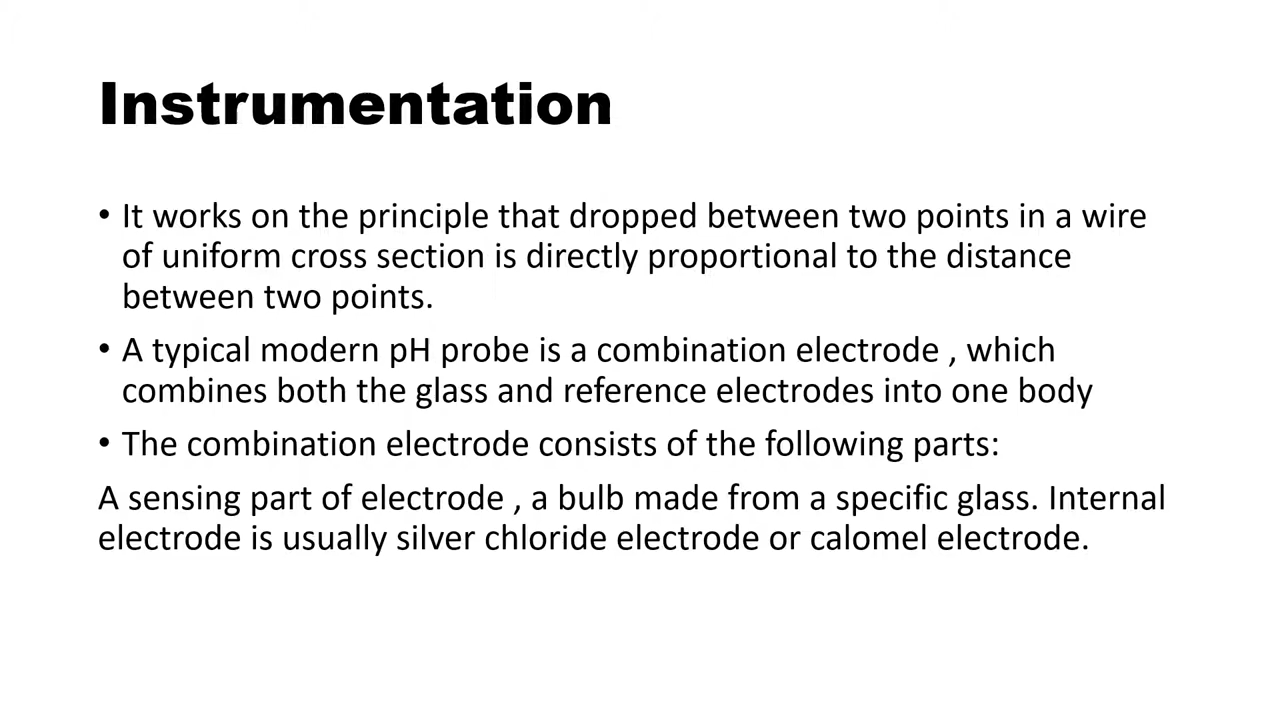 Instrumentation
• It works on the principle that dropped between two points in a wire
of uniform cross section is directly proportional to the distance
between two points.
• A typical modern pH probe is a combination electrode , which
combines both the glass and reference electrodes into one body
• The combination electrode consists of the following parts:
A sensing part of electrode , a bulb made from a specific glass. Internal
electrode is usually silver chloride electrode or calomel electrode.